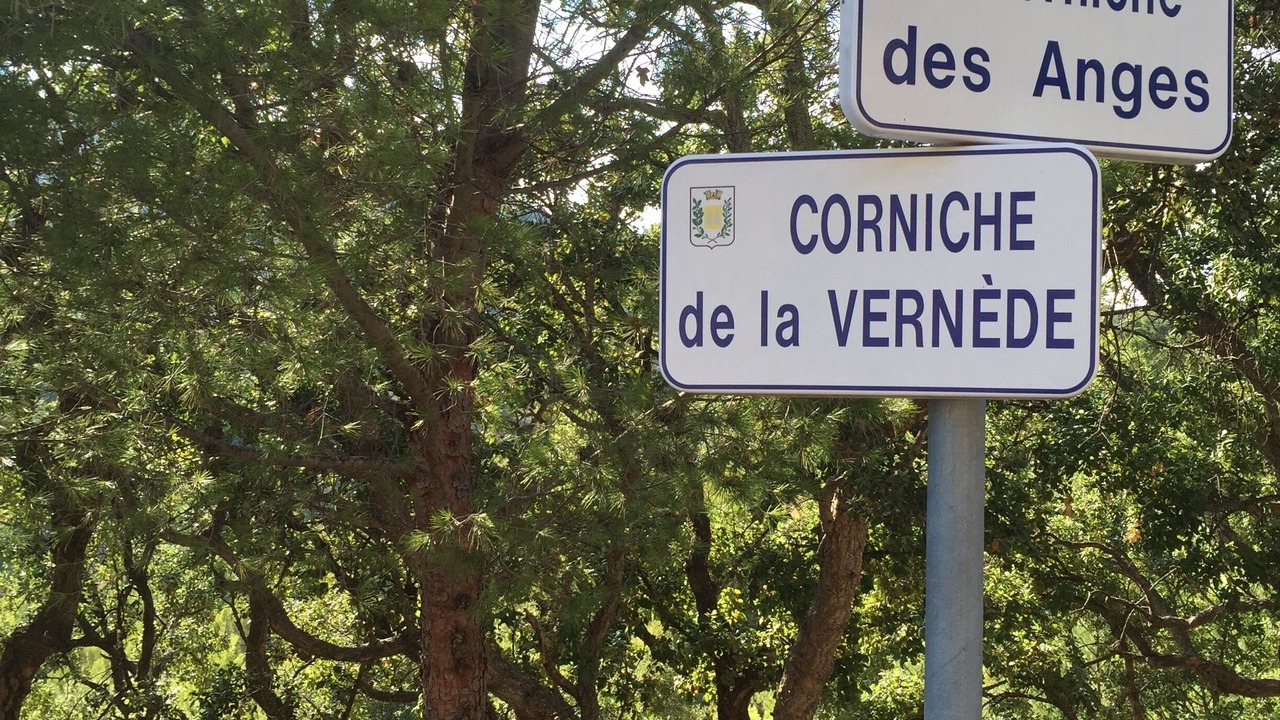 des Anges
CORNICHE
de la VERNÈDE